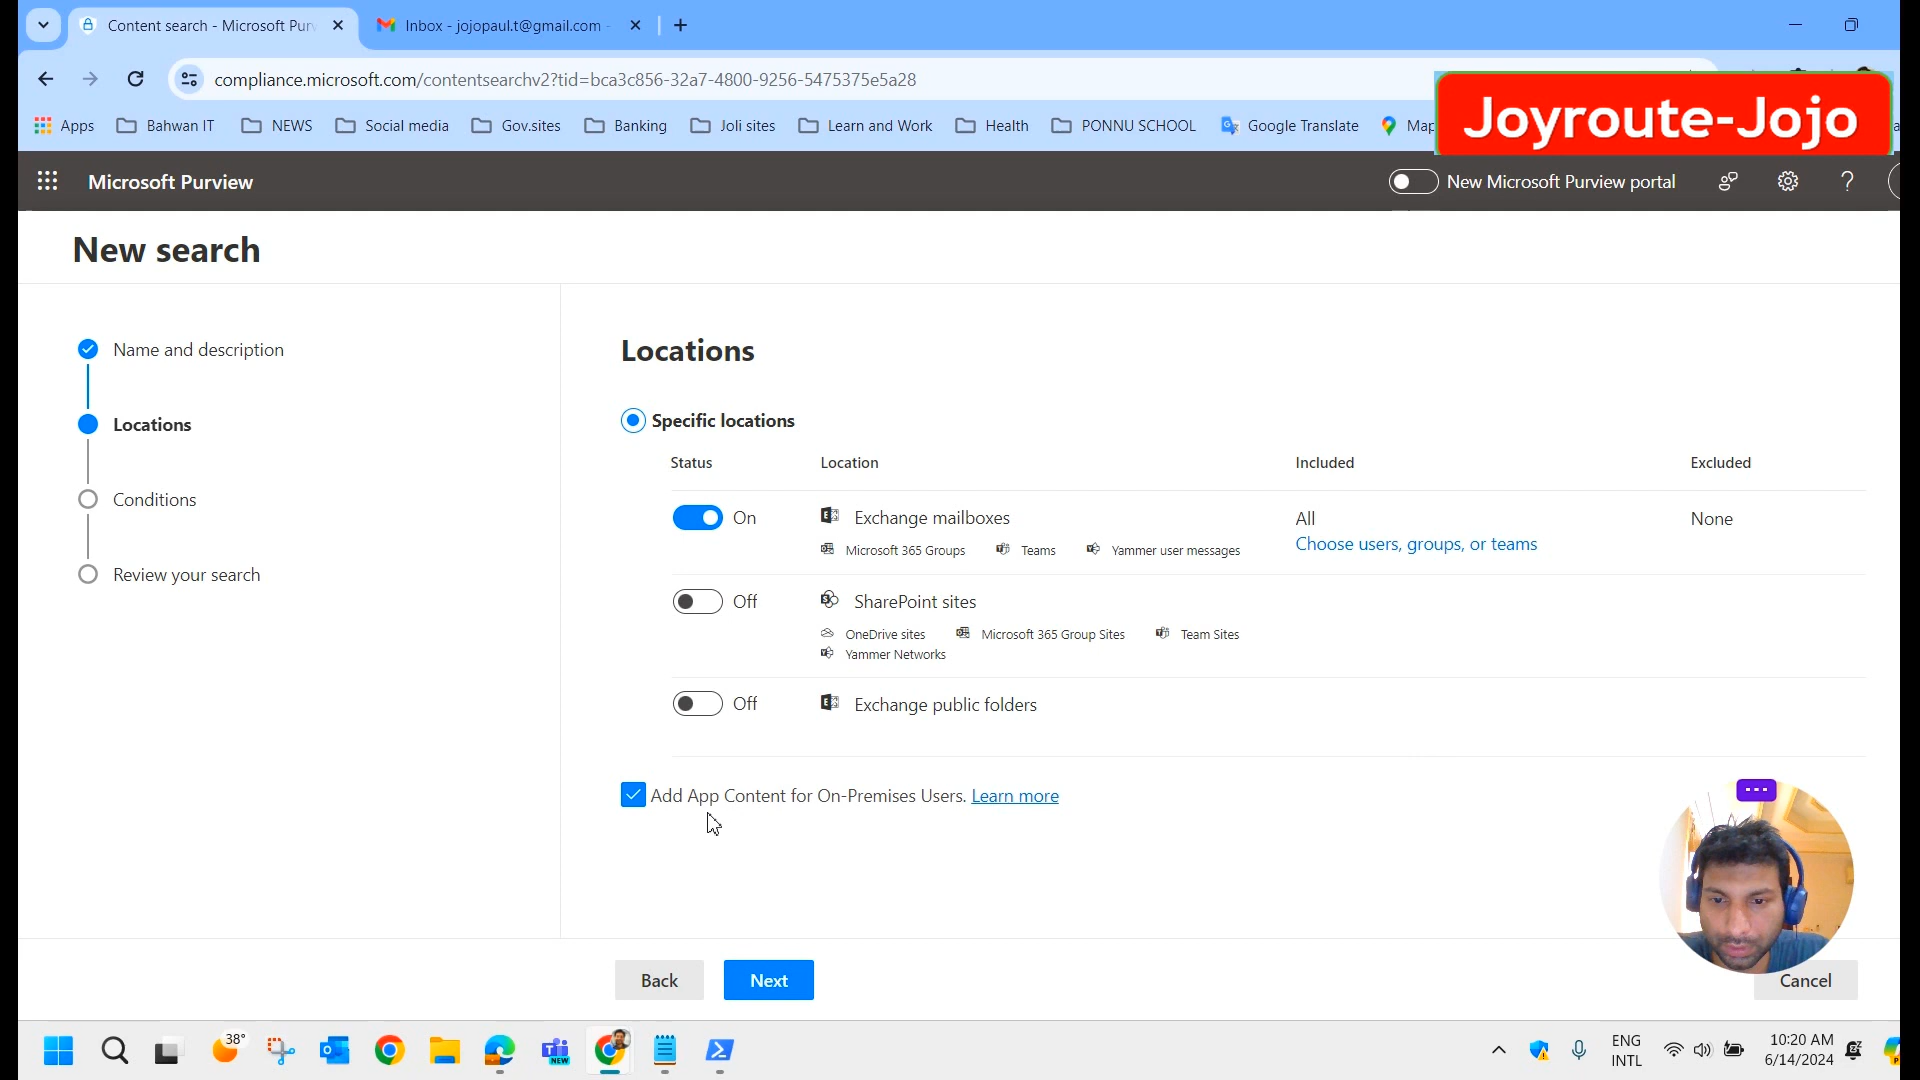 Content search - Microsoft Purv
Inbox - jojopaul.t@gmail.com -
compliance.microsoft.com/contentsearchv2?tid=bca3c856-32a7-4800-9256-5475375e5a28
Apps
Bahwan IT
NEWS
Social media
Gov.sites
Banking
Joli sites
Learn and Work
Health
PONNU SCHOOL
Google Translate
Map
Joyroute-Jojo
Microsoft Purview
New Microsoft Purview portal
New search
Name and description
Locations
Conditions
Review your search
Locations
Specific locations
Status Location Included Excluded
On Exchange mailboxes All None
Microsoft 365 Groups Teams Yammer user messages Choose users, groups, or teams
Off SharePoint sites
OneDrive sites Microsoft 365 Group Sites Team Sites
Yammer Networks
Off Exchange public folders
Add App Content for On-Premises Users. Learn more
Back Next Cancel
38°
NEW
ENG
INTL
10:20 AM
6/14/2024